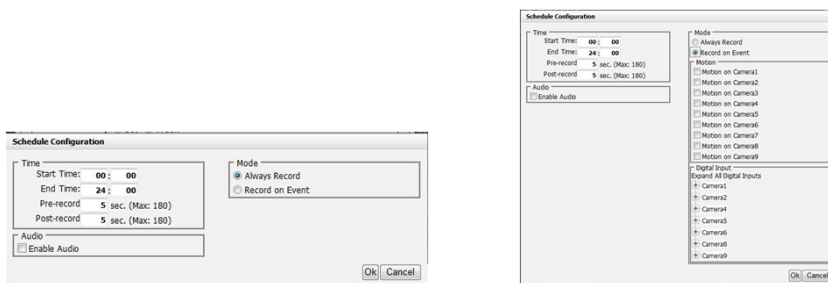 Schedule Configuration
Time
Start Time: 00 : 00
End Time: 24 : 00
Pre-record 5 sec. (Max: 180)
Post-record 5 sec. (Max: 180)
Audio
Enable Audio
Mode
Always Record
Record on Event
Ok Cancel
Schedule Configuration
Time
Start Time: 00 : 00
End Time: 24 : 00
Pre-record 5 sec. (Max: 180)
Post-record 5 sec. (Max: 180)
Audio
Enable Audio
Mode
Always Record
Record on Event
Motion
Motion on Camera1
Motion on Camera2
Motion on Camera3
Motion on Camera4
Motion on Camera5
Motion on Camera6
Motion on Camera7
Motion on Camera8
Motion on Camera9
Digital Input
Expand All Digital Inputs
+ Camera1
+ Camera2
+ Camera4
+ Camera5
+ Camera6
+ Camera8
+ Camera9
Ok Cancel